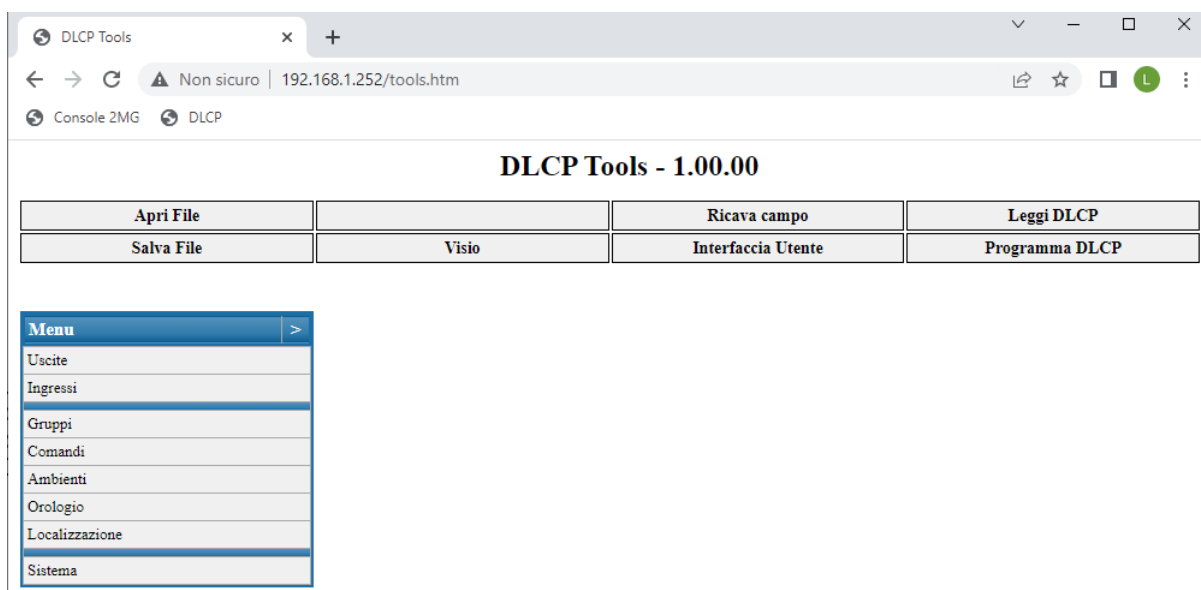 DLCP Tools
Non sicuro | 192.168.1.252/tools.htm
L
Console 2MG DLCP
DLCP Tools - 1.00.00
Apri File Ricava campo Leggi DLCP
Salva File Visio Interfaccia Utente Programma DLCP
Menu >
Uscite
Ingressi
Gruppi
Comandi
Ambienti
Orologio
Localizzazione
Sistema